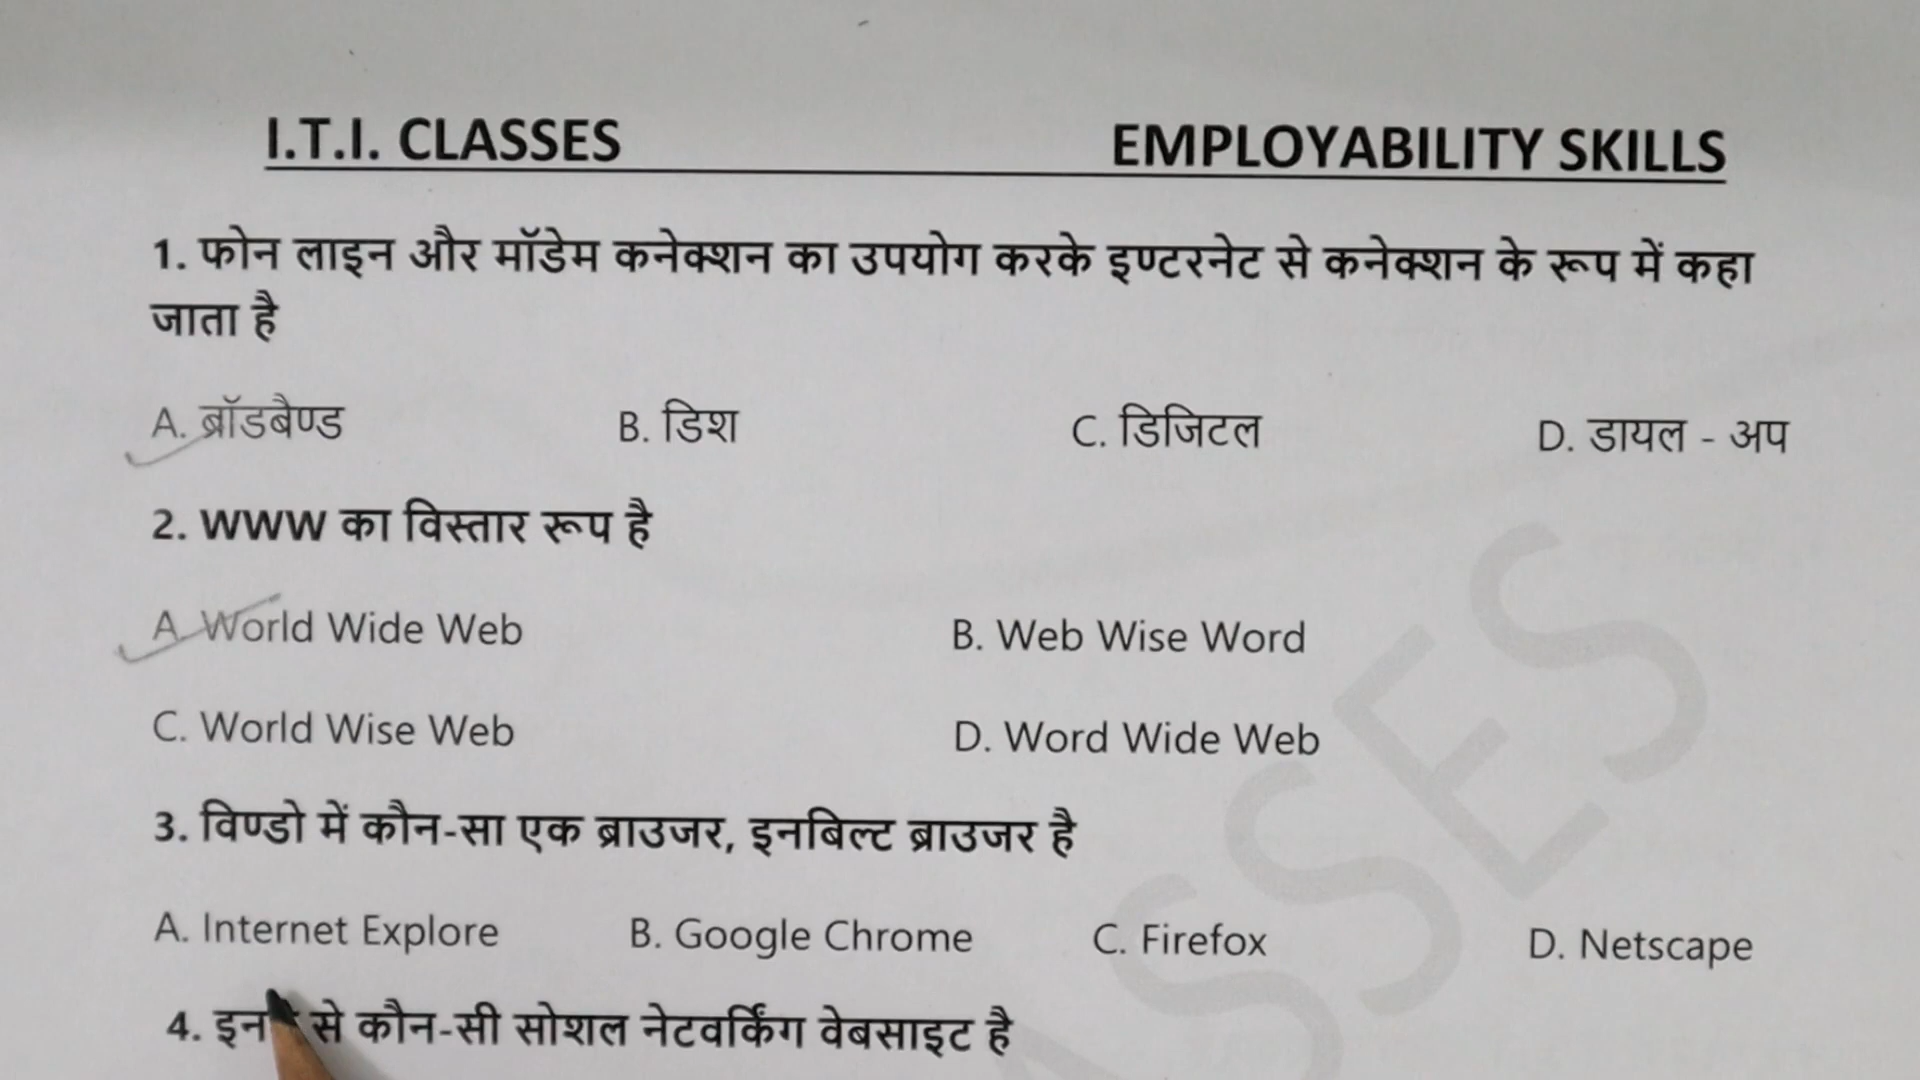 I.T.I. CLASSES EMPLOYABILITY SKILLS
1. फोन लाइन और मॉडेम कनेक्शन का उपयोग करके इण्टरनेट से कनेक्शन के रूप में कहा
जाता है
A. ब्रॉडबैण्ड B. डिश C. डिजिटल D. डायल - अप
2. WWW का विस्तार रूप है
A. World Wide Web B. Web Wise Word
C. World Wise Web D. Word Wide Web
3. विण्डो में कौन-सा एक ब्राउजर, इनबिल्ट ब्राउजर है
A. Internet Explore B. Google Chrome C. Firefox D. Netscape
4. से कौन-सी सोशल नेटवर्किंग वेबसाइट है
ASSES